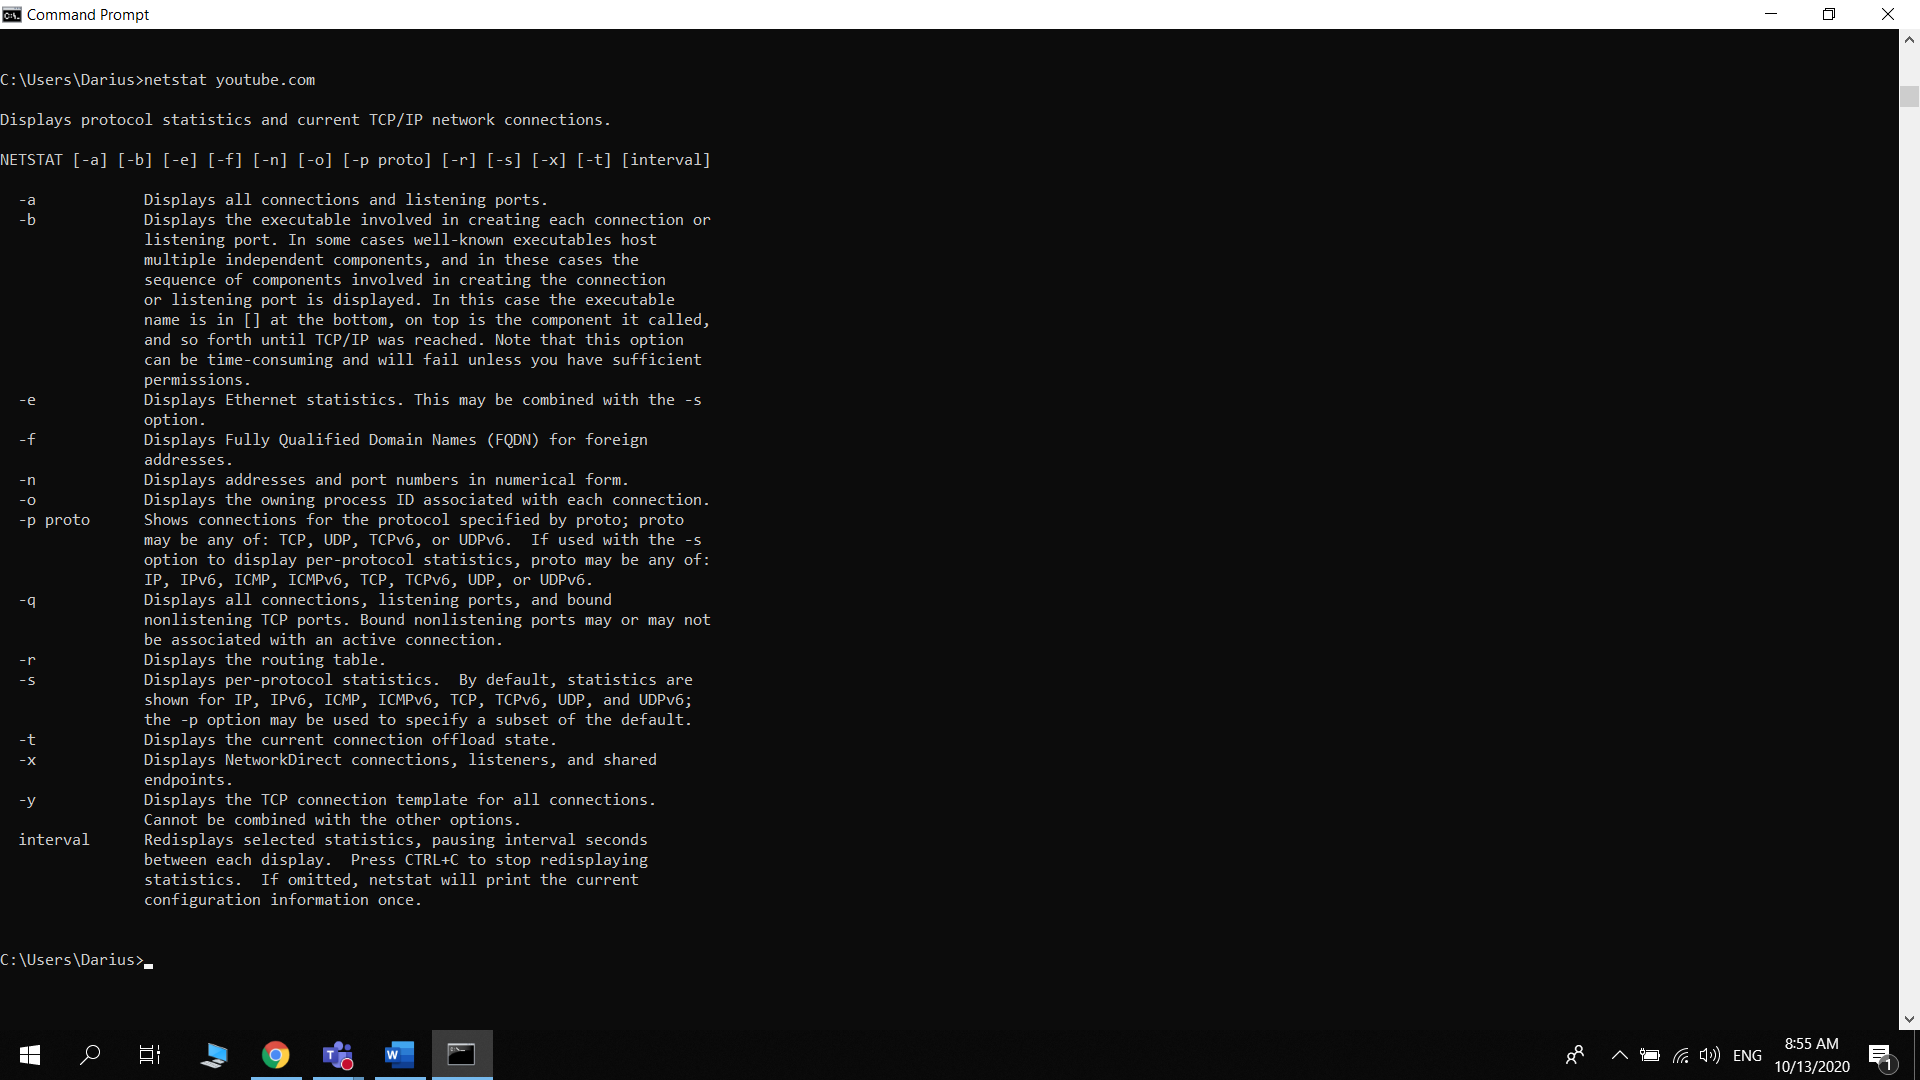 Command Prompt
C:\Users\Darius>netstat youtube.com
Displays protocol statistics and current TCP/IP network connections.
NETSTAT [-a] [-b] [-e] [-f] [-n] [-o] [-p proto] [-r] [-s] [-x] [-t] [interval]
-a Displays all connections and listening ports.
-b Displays the executable involved in creating each connection or
listening port. In some cases well-known executables host
multiple independent components, and in these cases the
sequence of components involved in creating the connection
or listening port is displayed. In this case the executable
name is in [] at the bottom, on top is the component it called,
and so forth until TCP/IP was reached. Note that this option
can be time-consuming and will fail unless you have sufficient
permissions.
-e Displays Ethernet statistics. This may be combined with the -s
option.
-f Displays Fully Qualified Domain Names (FQDN) for foreign
addresses.
-n Displays addresses and port numbers in numerical form.
-o Displays the owning process ID associated with each connection.
-p proto Shows connections for the protocol specified by proto; proto
may be any of: TCP, UDP, TCPv6, or UDPv6.  If used with the -s
option to display per-protocol statistics, proto may be any of:
IP, IPv6, ICMP, ICMPv6, TCP, TCPv6, UDP, or UDPv6.
-q Displays all connections, listening ports, and bound
nonlistening TCP ports. Bound nonlistening ports may or may not
be associated with an active connection.
-r Displays the routing table.
-s Displays per-protocol statistics.  By default, statistics are
shown for IP, IPv6, ICMP, ICMPv6, TCP, TCPv6, UDP, and UDPv6;
the -p option may be used to specify a subset of the default.
-t Displays the current connection offload state.
-x Displays NetworkDirect connections, listeners, and shared
endpoints.
-y Displays the TCP connection template for all connections.
Cannot be combined with the other options.
interval Redisplays selected statistics, pausing interval seconds
between each display.  Press CTRL+C to stop redisplaying
statistics.  If omitted, netstat will print the current
configuration information once.
C:\Users\Darius>
ENG
8:55 AM
10/13/2020
1